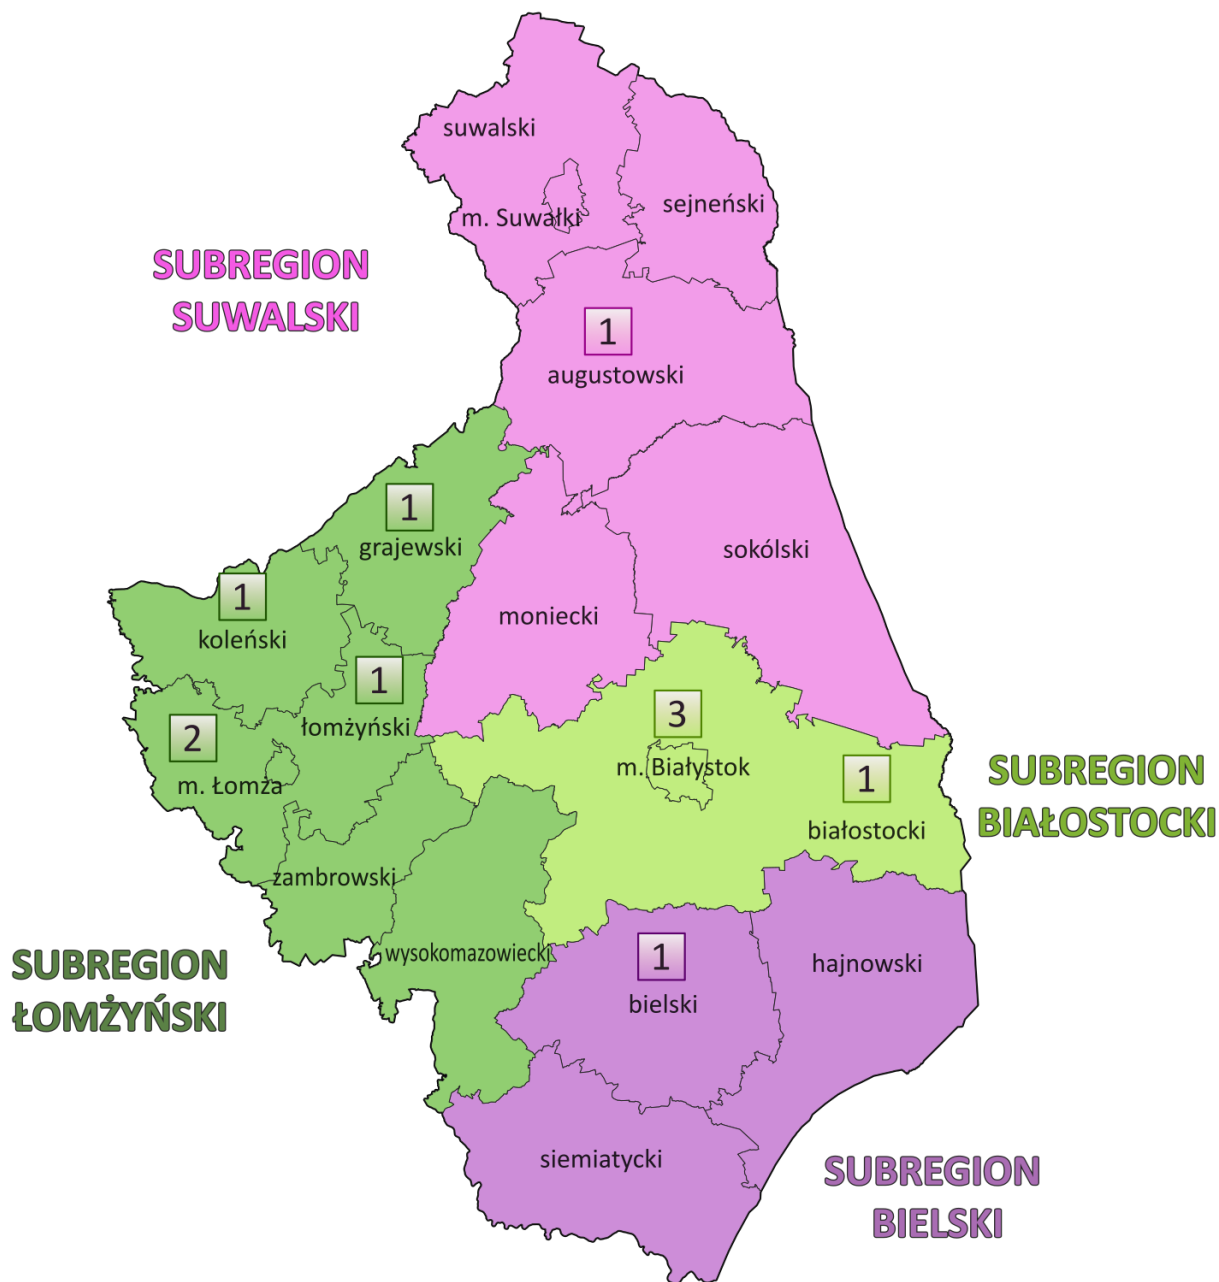 suwalski
sejneński
m. Suwałki
SUBREGION
SUWALSKI
1
augustowski
1
grajewski
sokólski
1
koleński
moniecki
1
łomżyński
2
m. Łomża
3
m. Białystok
1
białostocki
SUBREGION
BIAŁOSTOCKI
zambrowski
wysokomazowiecki
SUBREGION
ŁOMŻYŃSKI
1
bielski
hajnowski
siemiatycki
SUBREGION
BIELSKI